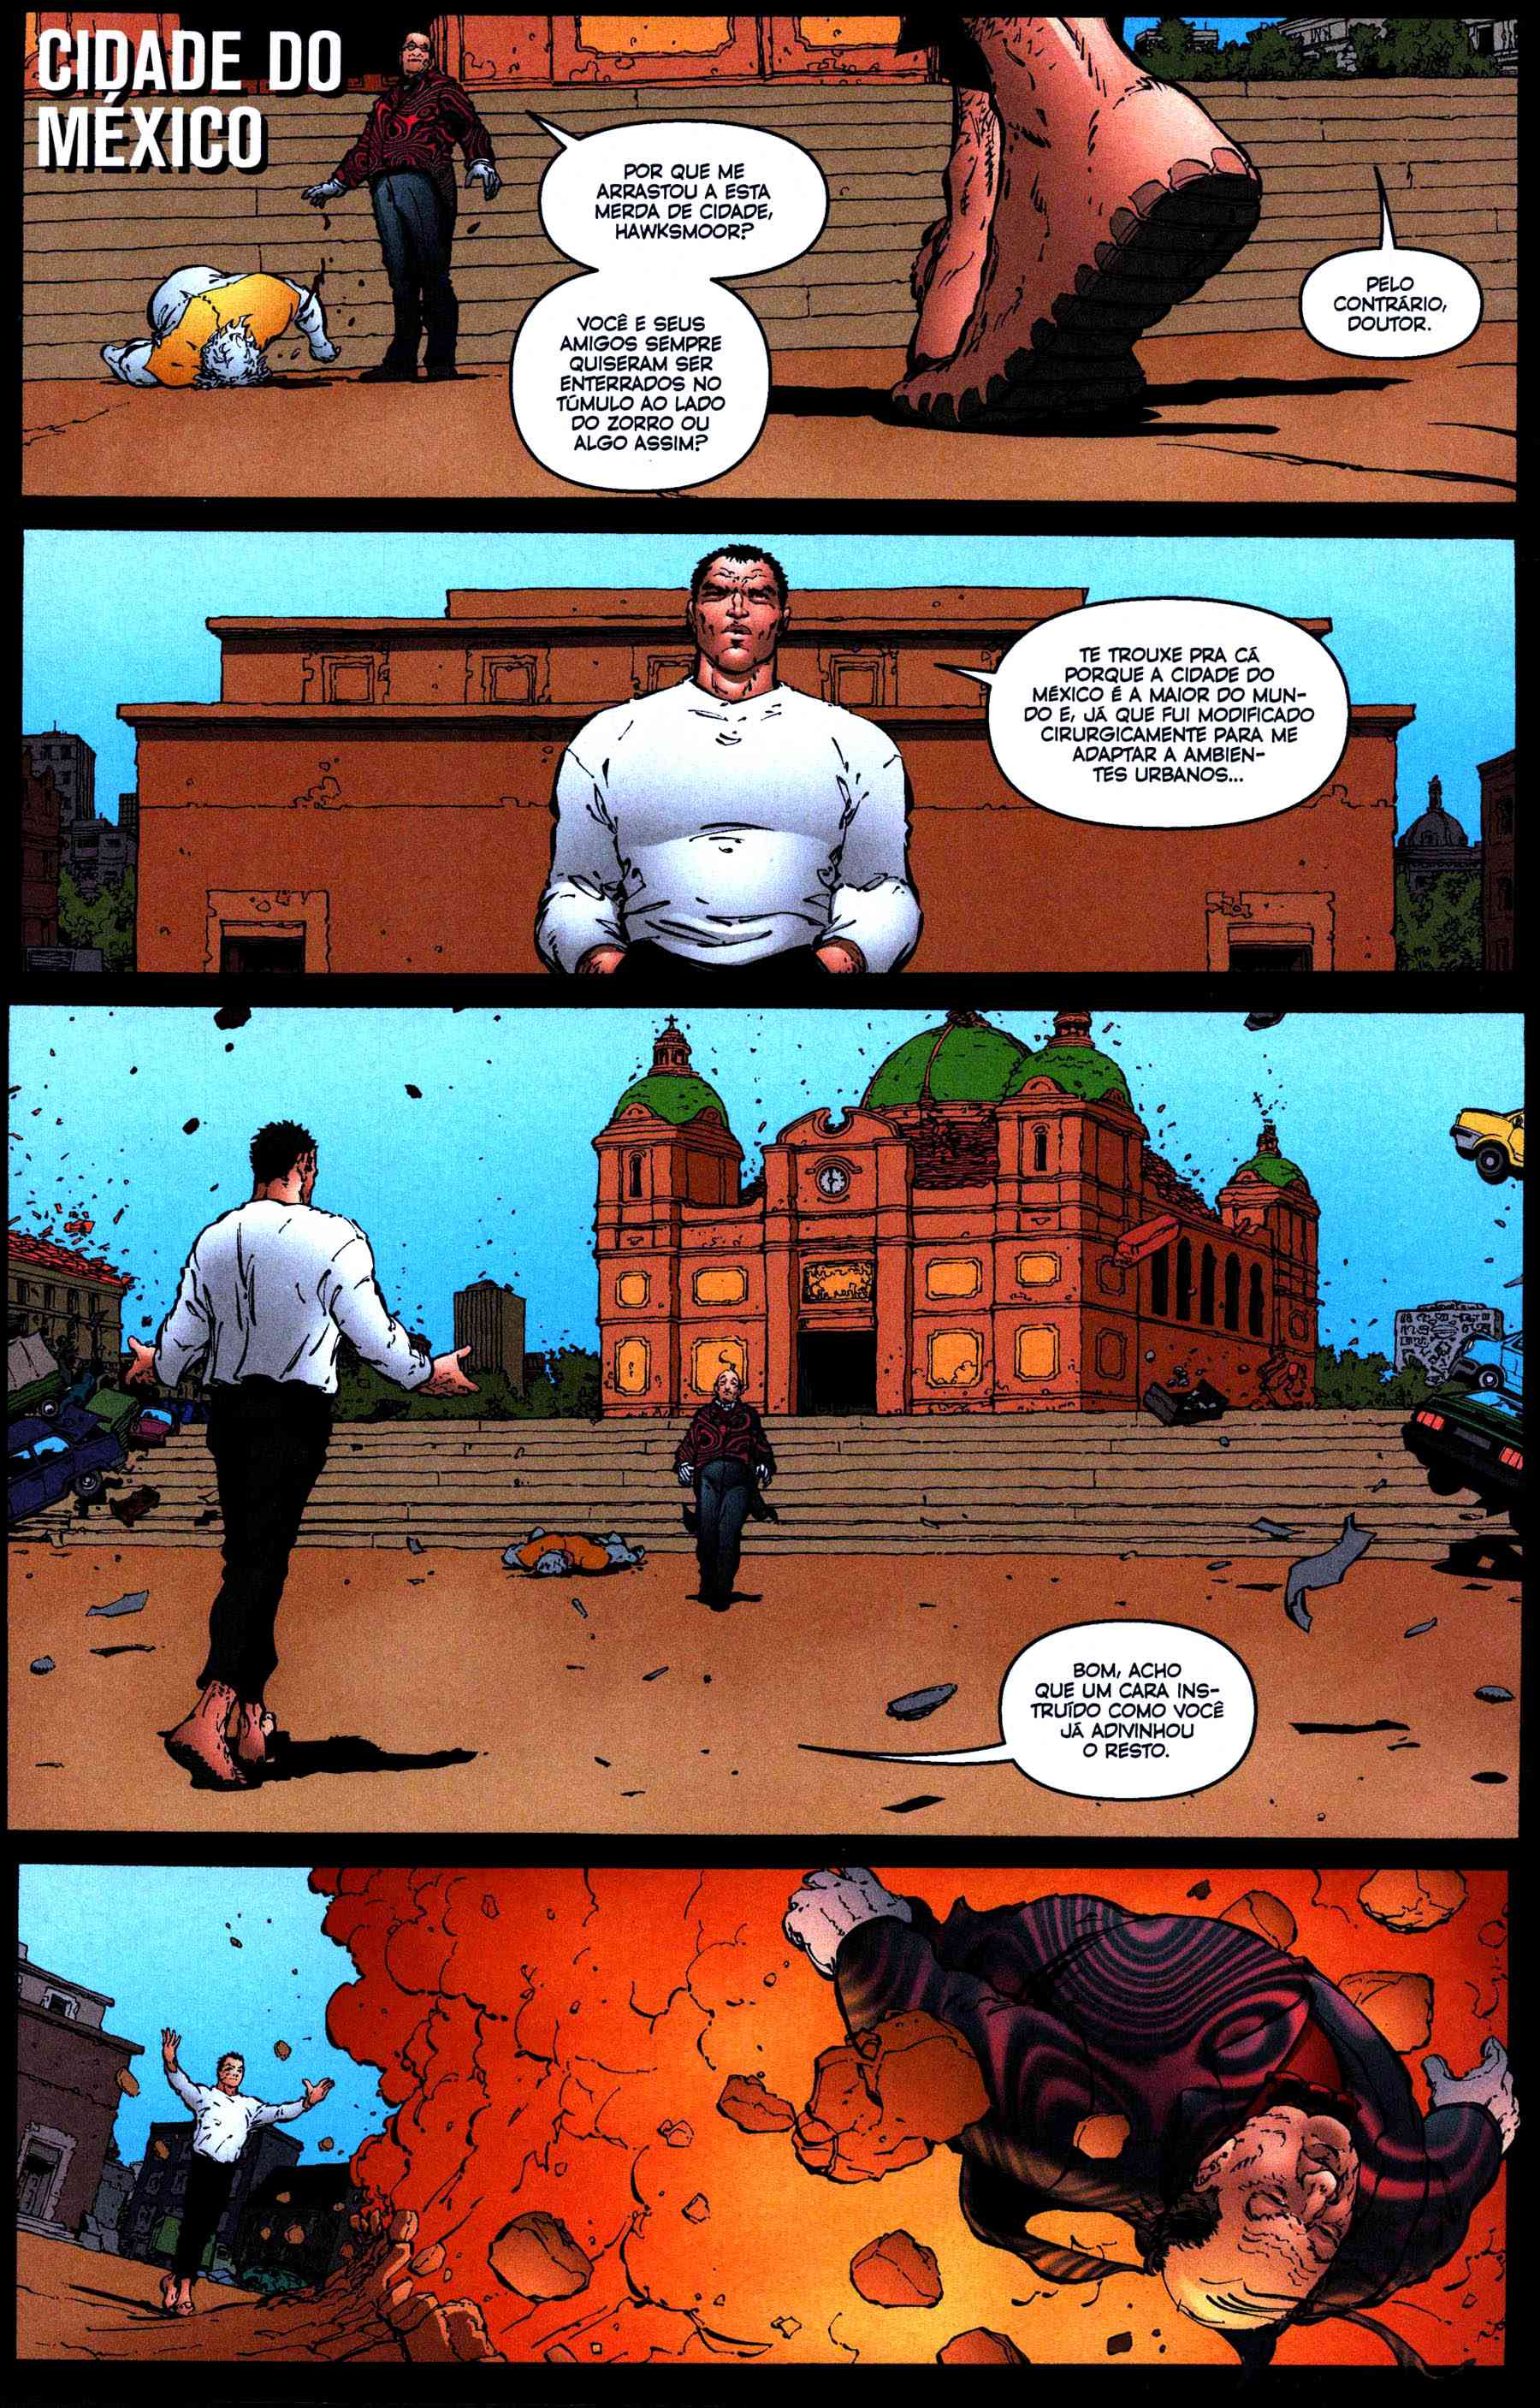 CIDADE DO
MÉXICO
POR QUE ME
ARRASTOU A ESTA
MERDA DE CIDADE,
HAWKSMOOR?
VOCÊ E SEUS
AMIGOS SEMPRE
QUISERAM SER
ENTERRADOS NO
TÚMULO AO LADO
DO ZORRO OU
ALGO ASSIM?
PELO
CONTRÁRIO,
DOUTOR.
TE TROUXE PRA CÁ
PORQUE A CIDADE DO
MÉXICO É A MAIOR DO MUN-
DO E, JÁ QUE FUI MODIFICADO
CIRURGICAMENTE PARA ME
ADAPTAR A AMBIEN-
TES URBANOS...
BOM, ACHO
QUE UM CARA INS-
TRUÍDO COMO VOCÊ
JÁ ADIVINHOU
O RESTO.